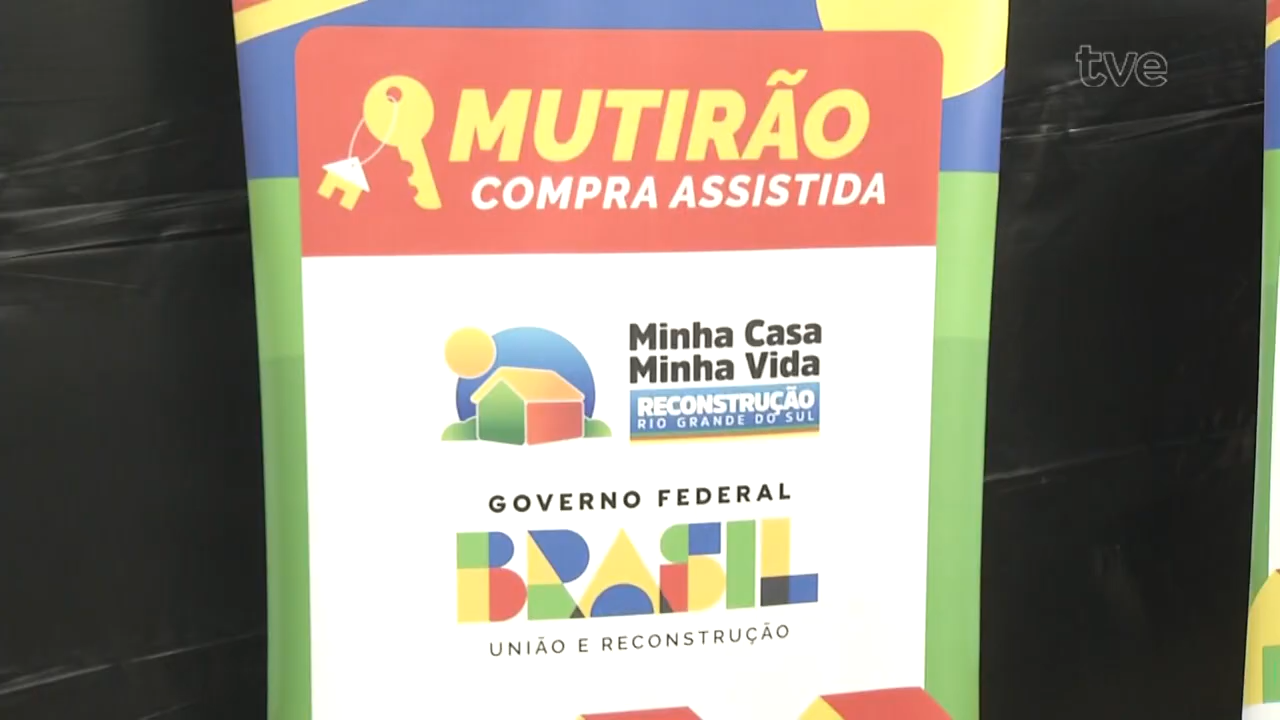 tve
MUTIRÃO
COMPRA ASSISTIDA
Minha Casa
Minha Vida
RECONSTRUÇÃO
RIO GRANDE DO SUL
GOVERNO FEDERAL
BRASIL
UNIÃO E RECONSTRUÇÃO